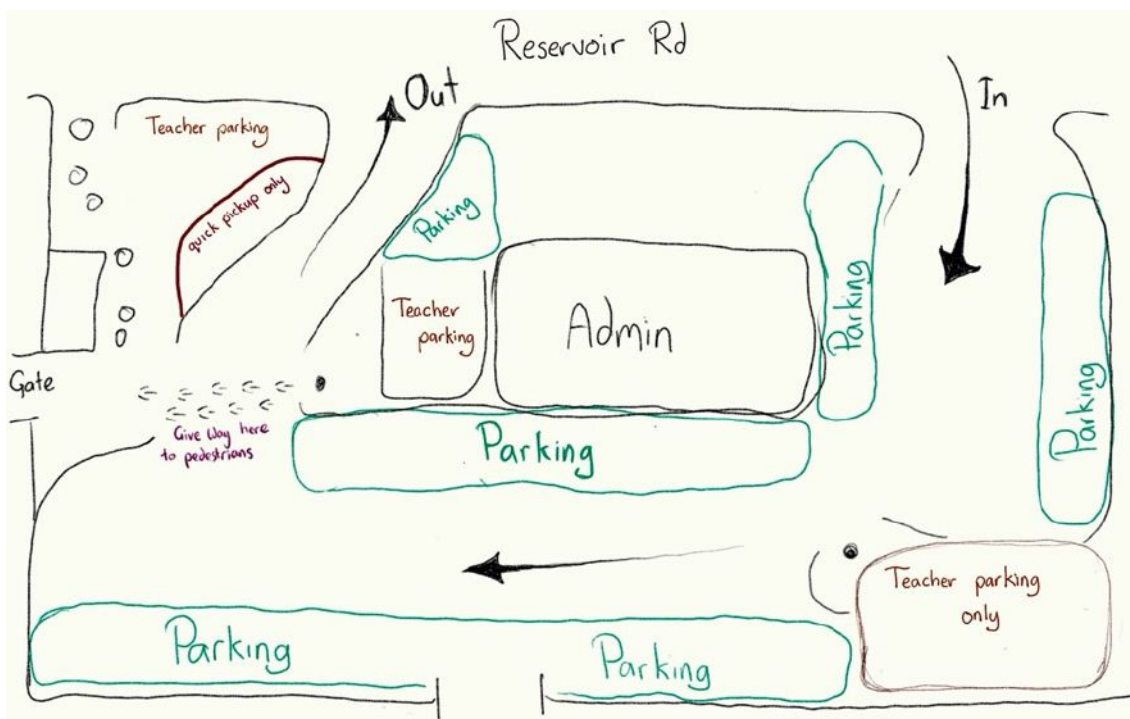 Reservoir Rd
Out
In
Teacher parking
quick pickup only
Parking
Teacher
parking
Admin
Parking
Parking
Gate
Give Way here
to pedestrians
Parking
Teacher parking
only
Parking
Parking